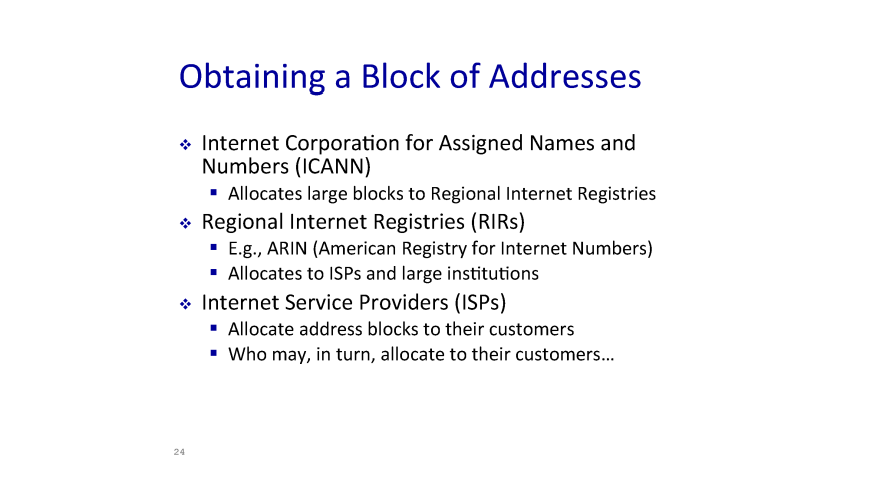 Obtaining a Block of Addresses
❖ Internet Corporation for Assigned Names and
Numbers (ICANN)
▪ Allocates large blocks to Regional Internet Registries
❖ Regional Internet Registries (RIRs)
▪ E.g., ARIN (American Registry for Internet Numbers)
▪ Allocates to ISPs and large institutions
❖ Internet Service Providers (ISPs)
▪ Allocate address blocks to their customers
▪ Who may, in turn, allocate to their customers…
24